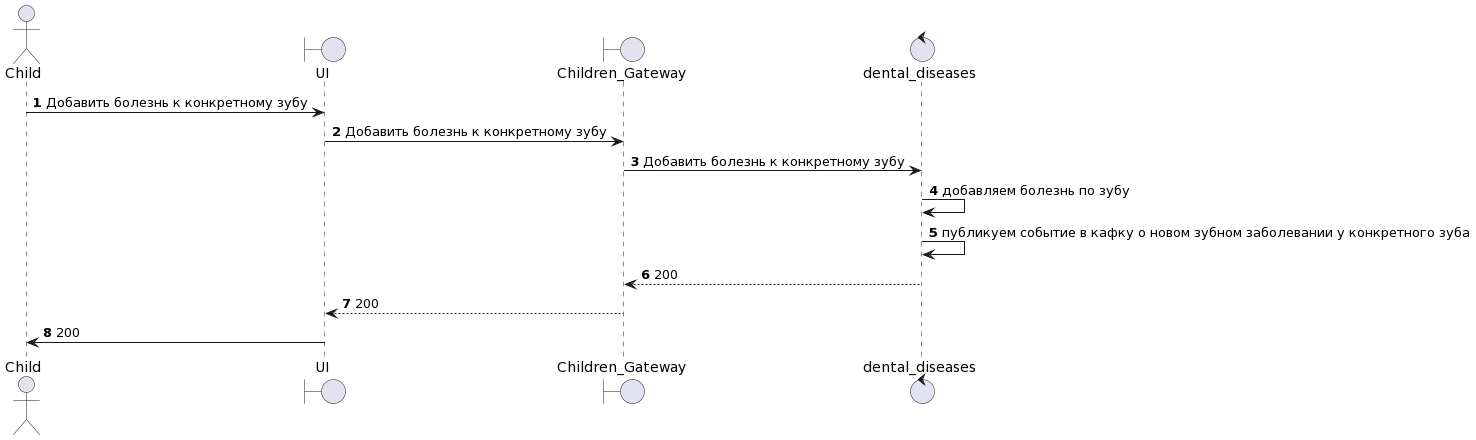 Child
UI
Children_Gateway
dental_diseases
1 Добавить болезнь к конкретному зубу
2 Добавить болезнь к конкретному зубу
3 Добавить болезнь к конкретному зубу
4 добавляем болезнь по зубу
5 публикуем событие в кафку о новом зубном заболевании у конкретного зуба
6 200
7 200
8 200
Child
UI
Children_Gateway
dental_diseases